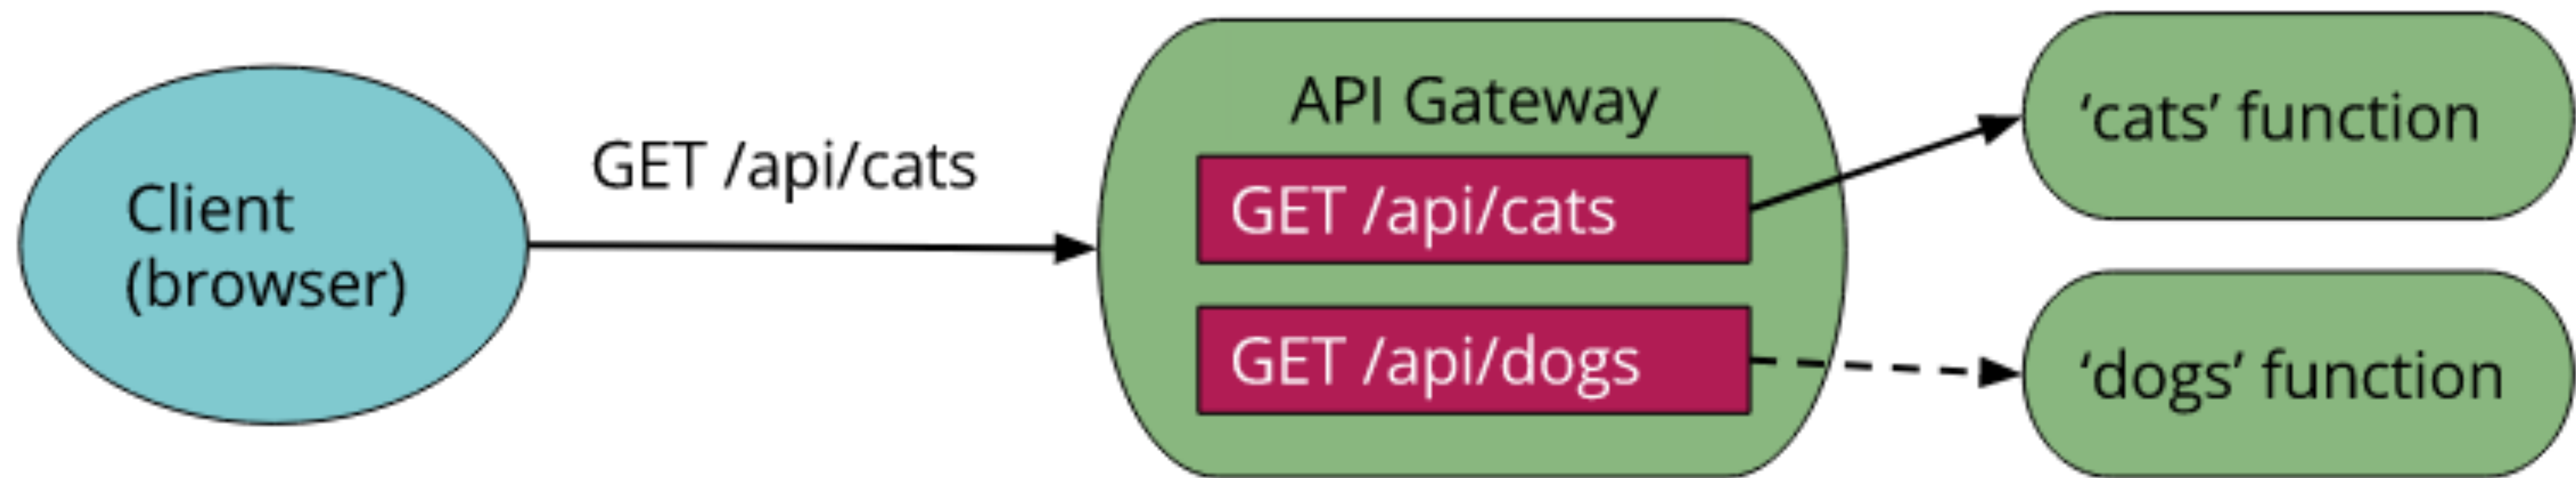 Client
(browser)
GET /api/cats
API Gateway
GET /api/cats
GET /api/dogs
‘cats’ function
‘dogs’ function